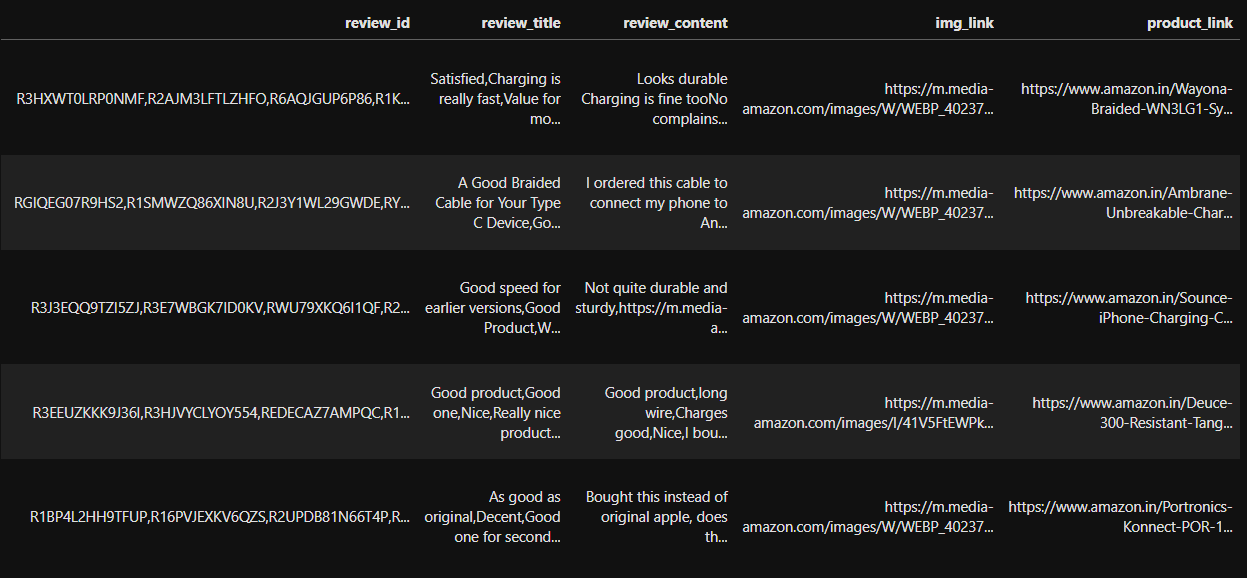 review_id review_title review_content img_link product_link
R3HXWT0LRP0NMF,R2AJM3LFTLZHFO,R6AQJGUP6P86,R1K...
Satisfied,Charging is
really fast,Value for
mo...
Looks durable
Charging is fine tooNo
complains...
https://m.media-
amazon.com/images/W/WEBP_40237...
https://www.amazon.in/Wayona-
Braided-WN3LG1-Sy...
RGIQEG07R9HS2,R1SMWZQ86XIN8U,R2J3Y1WL29GWDE,RY...
A Good Braided
Cable for Your Type
C Device,Go...
I ordered this cable to
connect my phone to
An...
https://m.media-
amazon.com/images/W/WEBP_40237...
https://www.amazon.in/Ambrane-
Unbreakable-Char...
R3J3EQQ9TZI5ZJ,R3E7WBGK7ID0KV,RWU79XKQ6I1QF,R2...
Good speed for
earlier versions,Good
Product,W...
Not quite durable and
sturdy,https://m.media-
a...
https://m.media-
amazon.com/images/W/WEBP_40237...
https://www.amazon.in/Sounce-
iPhone-Charging-C...
R3EEUZKKK9J36I,R3HJVYCLYOY554,REDECAZ7AMPQC,R1...
Good product,Good
one,Nice,Really nice
product...
Good product,long
wire,Charges
good,Nice,I bou...
https://m.media-
amazon.com/images/I/41V5FtEWPk...
https://www.amazon.in/Deuce-
300-Resistant-Tang...
R1BP4L2HH9TFUP,R16PVJEXKV6QZS,R2UPDB81N66T4P,R...
As good as
original,Decent,Good
one for second...
Bought this instead of
original apple, does
th...
https://m.media-
amazon.com/images/W/WEBP_40237...
https://www.amazon.in/Portronics-
Konnect-POR-1...